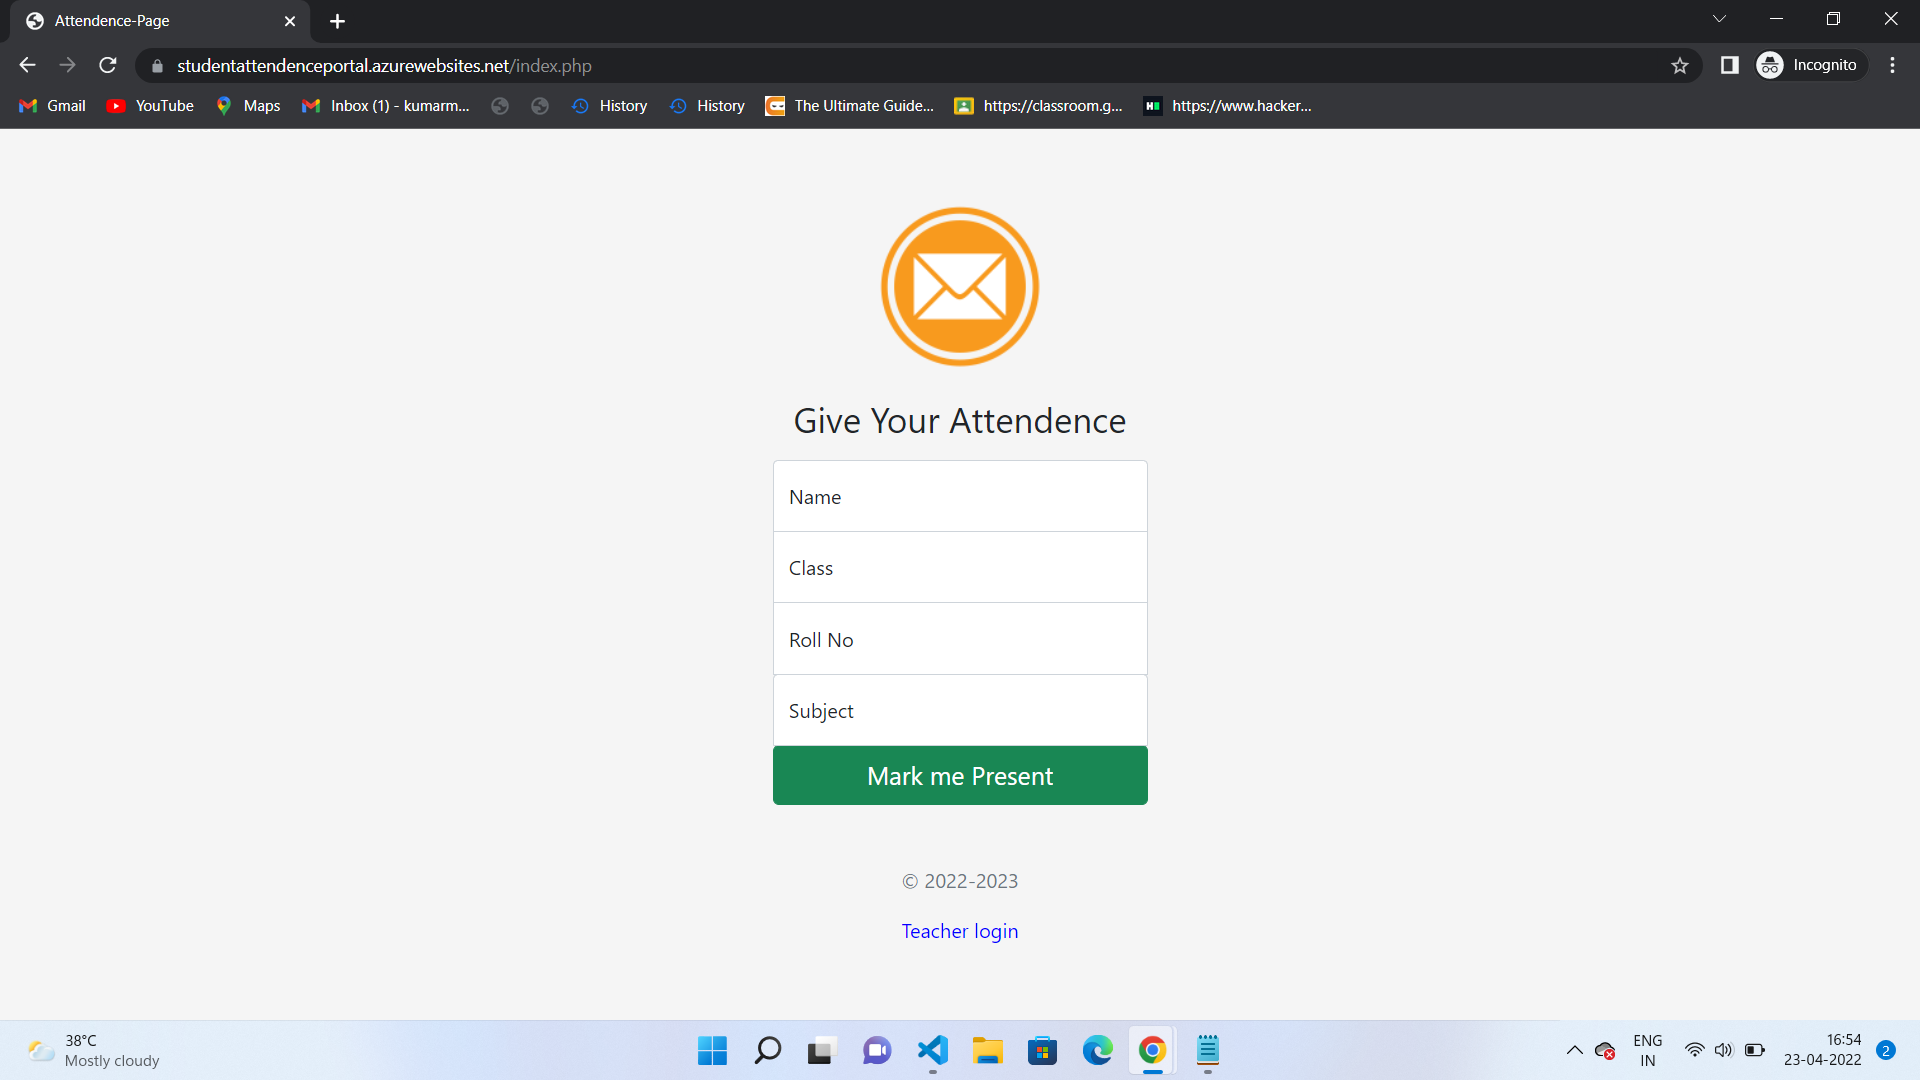 Attendence-Page
studentattendenceportal.azurewebsites.net/index.php
Incognito
Gmail YouTube Maps Inbox (1) - kumarm... History History The Ultimate Guide... https://classroom.g... https://www.hacker...
Give Your Attendence
Name
Class
Roll No
Subject
Mark me Present
© 2022-2023
Teacher login
38°C
Mostly cloudy
ENG
IN
16:54
23-04-2022
2